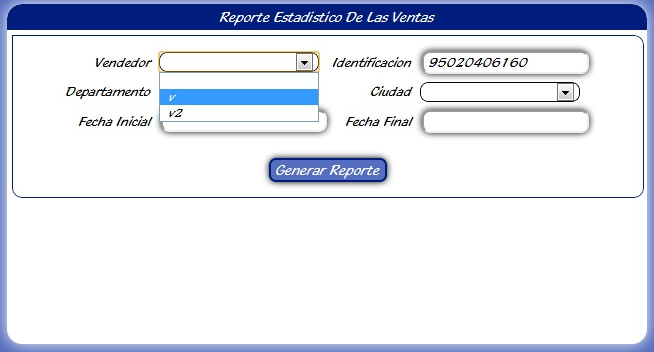 Reporte Estadistico De Las Ventas
Vendedor Identificacion 95020406160
Departamento v Ciudad
v2
Fecha Inicial Fecha Final
Generar Reporte